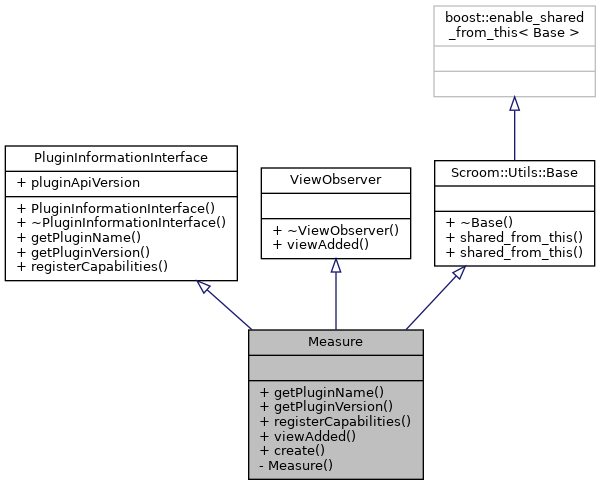 boost::enable_shared
_from_this< Base >
PluginInformationInterface
+ pluginApiVersion
+ PluginInformationInterface()
+ ~PluginInformationInterface()
+ getPluginName()
+ getPluginVersion()
+ registerCapabilities()
ViewObserver
+ ~ViewObserver()
+ viewAdded()
Scroom::Utils::Base
+ ~Base()
+ shared_from_this()
+ shared_from_this()
Measure
+ getPluginName()
+ getPluginVersion()
+ registerCapabilities()
+ viewAdded()
+ create()
- Measure()